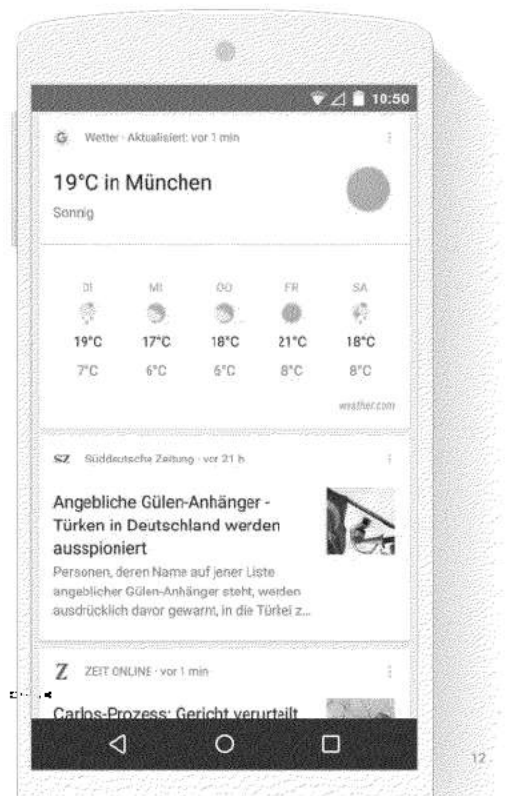 10:50
G Wetter · Aktualisiert: vor 1 min
19°C in München
Sonnig
DI MI DO FR SA
19°C 17°C 18°C 21°C 18°C
7°C 6°C 6°C 8°C 8°C
weather.com
SZ Süddeutsche Zeitung · vor 21 h
Angebliche Gülen-Anhänger -
Türken in Deutschland werden
ausspioniert
Personen, deren Name auf jener Liste
angeblicher Gülen-Anhänger steht, werden
ausdrücklich davor gewarnt, in die Türkei z...
Z ZEIT ONLINE · vor 1 min
Carlos-Prozess: Gericht verurteilt
12